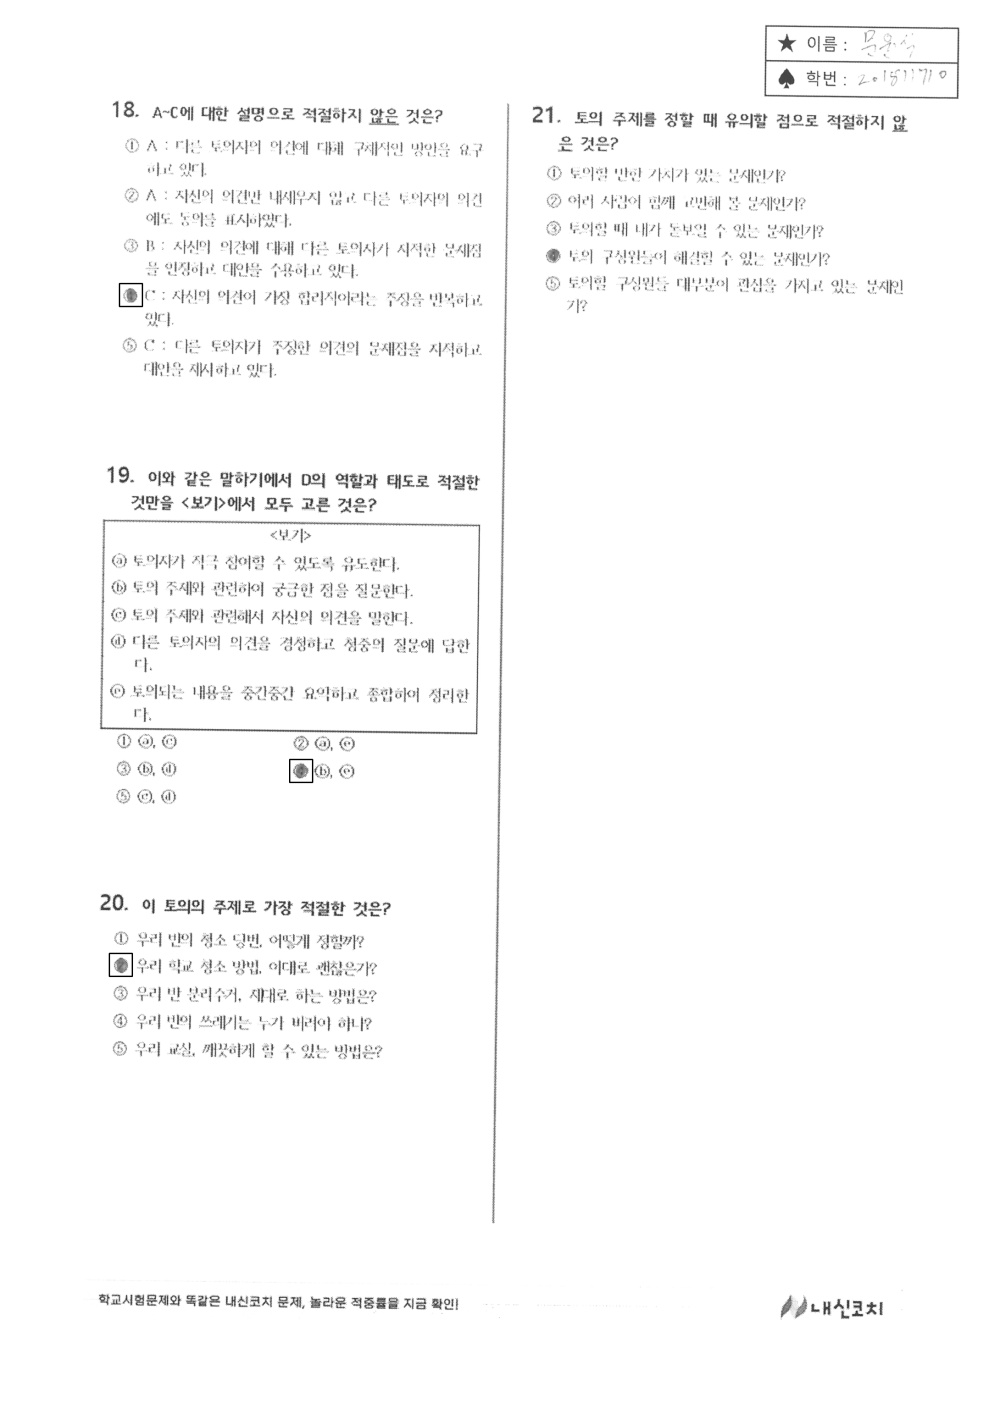 ★ 이름 : 문윤식
♠ 학번 : 201811710
18. A~C에 대한 설명으로 적절하지 않은 것은?
① A : 다른 토의자의 의견에 대해 구체적인 방안을 요구
하고 있다.
② A : 자신의 의견만 내세우지 않고 다른 토의자의 의견
에도 동의를 표시하였다.
③ B : 자신의 의견에 대해 다른 토의자가 지적한 문제점
을 인정하고 대안을 수용하고 있다.
C : 자신의 의견이 가장 합리적이라는 주장을 반복하고
있다.
⑤ C : 다른 토의자가 주장한 의견의 문제점을 지적하고
대안을 제시하고 있다.
19. 이와 같은 말하기에서 D의 역할과 태도로 적절한
것만을 <보기>에서 모두 고른 것은?
<보기>
ⓐ 토의자가 적극 참여할 수 있도록 유도한다.
ⓑ 토의 주제와 관련하여 궁금한 점을 질문한다.
ⓒ 토의 주제와 관련해서 자신의 의견을 말한다.
ⓓ 다른 토의자의 의견을 경청하고 청중의 질문에 답한
다.
ⓔ 토의되는 내용을 중간중간 요약하고 종합하여 정리한
다.
① ⓐ, ⓒ
② ⓐ, ⓔ
③ ⓑ, ⓓ
ⓑ, ⓔ
⑤ ⓒ, ⓓ
20. 이 토의의 주제로 가장 적절한 것은?
① 우리 반의 청소 당번, 어떻게 정할까?
우리 학교 청소 방법, 이대로 괜찮은가?
③ 우리 반 분리수거, 제대로 하는 방법은?
④ 우리 반의 쓰레기는 누가 버려야 하나?
⑤ 우리 교실, 깨끗하게 할 수 있는 방법은?
21. 토의 주제를 정할 때 유의할 점으로 적절하지 않
은 것은?
① 토의할 만한 가치가 있는 문제인가?
② 여러 사람이 함께 고민해 볼 문제인가?
③ 토의할 때 내가 돋보일 수 있는 문제인가?
토의 구성원들이 해결할 수 있는 문제인가?
⑤ 토의할 구성원들 대부분이 관심을 가지고 있는 문제인
가?
학교시험문제와 똑같은 내신코치 문제, 놀라운 적중률을 지금 확인!
내신코치